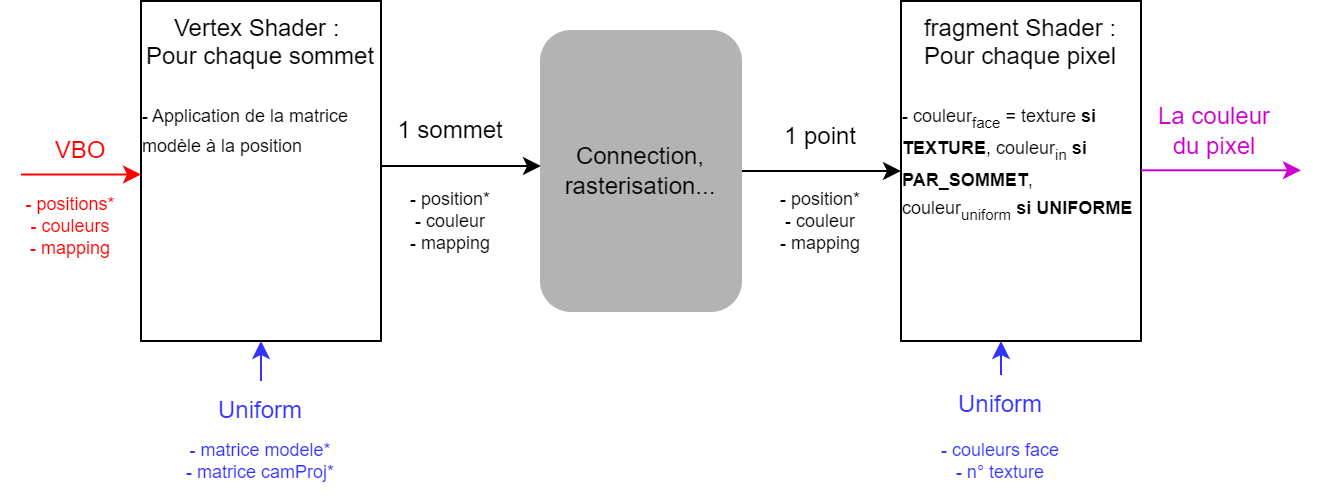 Vertex Shader :
Pour chaque sommet
- Application de la matrice
modèle à la position
VBO
- positions*
- couleurs
- mapping
Uniform
- matrice modele*
- matrice camProj*
1 sommet
- position*
- couleur
- mapping
Connection,
rasterisation...
1 point
- position*
- couleur
- mapping
fragment Shader :
Pour chaque pixel
- couleurface = texture si
TEXTURE, couleurin si
PAR_SOMMET,
couleuruniform si UNIFORME
Uniform
- couleurs face
- n° texture
La couleur
du pixel